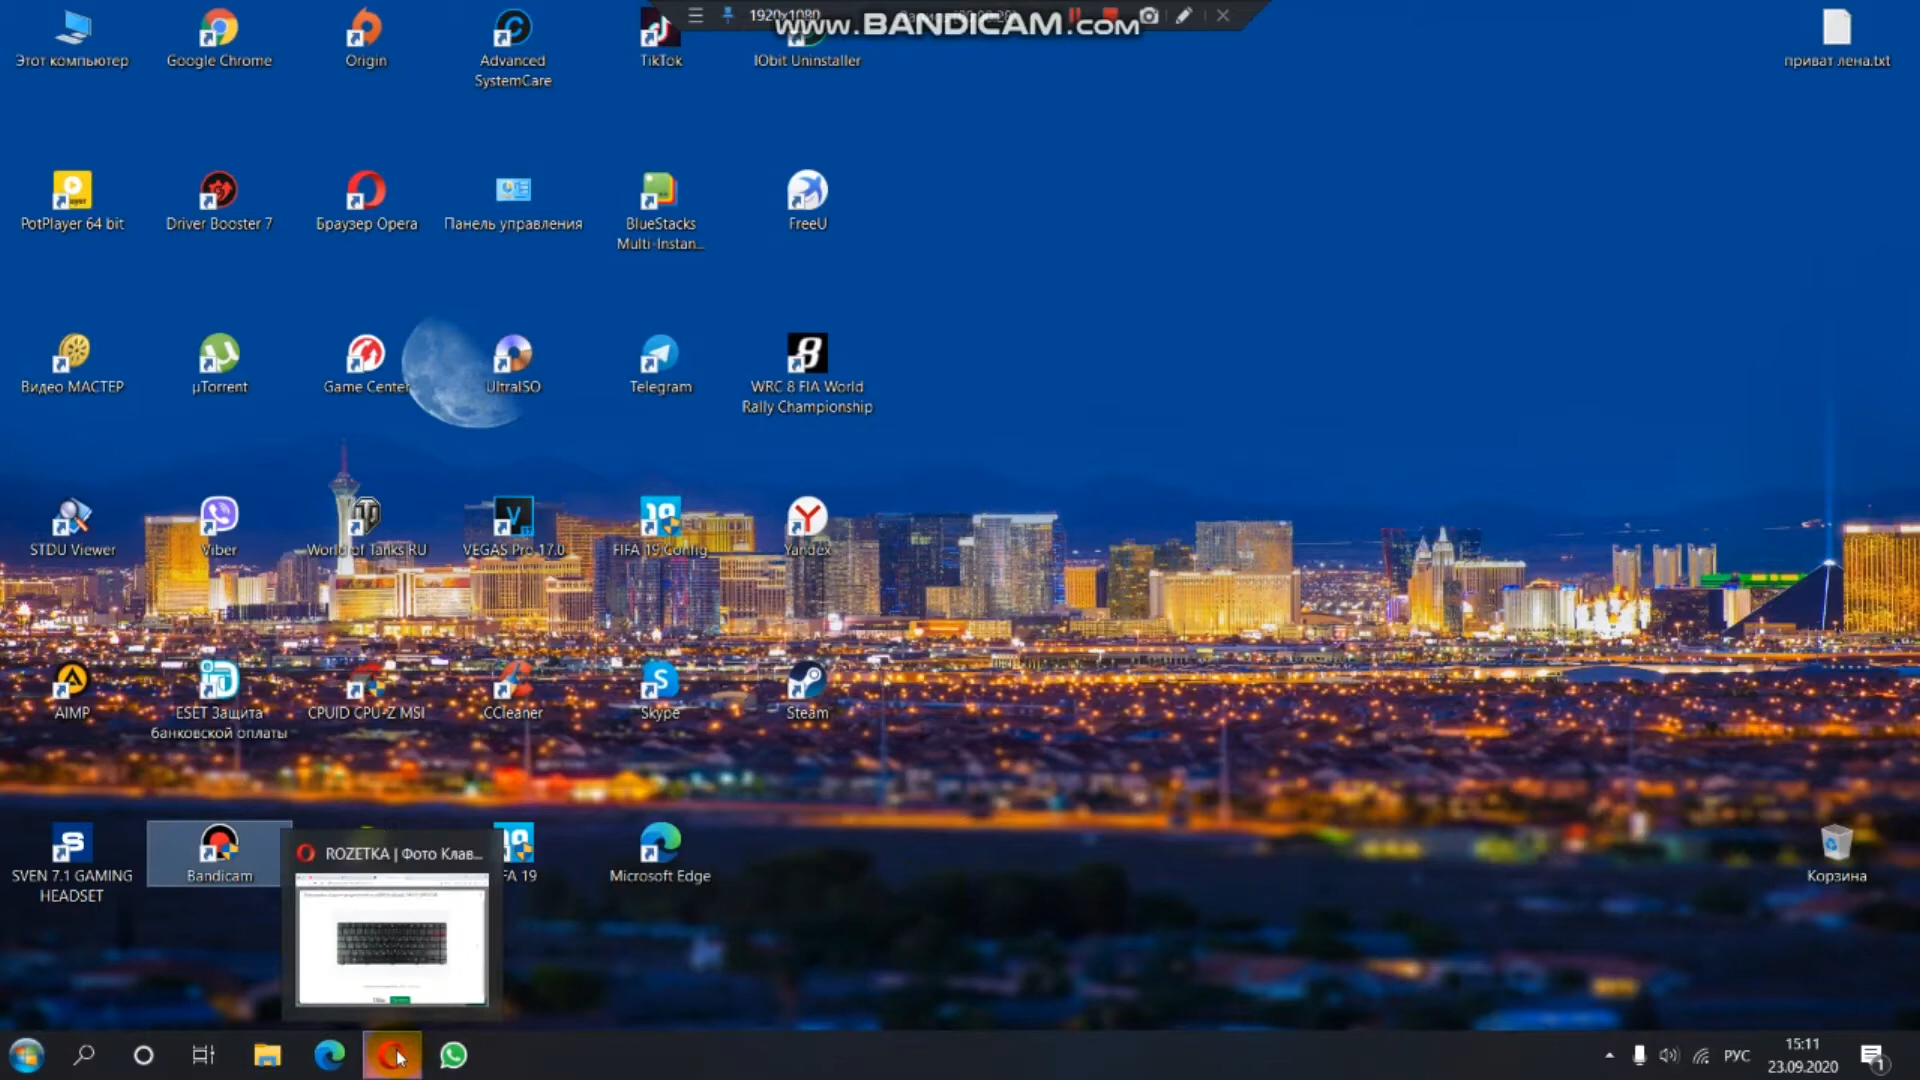 1920x1080
www.BANDICAM.com
Этот компьютер
Google Chrome
Origin
Advanced
SystemCare
TikTok
IObit Uninstaller
приват лена.txt
PotPlayer 64 bit
Driver Booster 7
Браузер Opera
Панель управления
BlueStacks
Multi-Instan...
FreeU
Видео МАСТЕР
µTorrent
Game Center
UltraISO
Telegram
WRC 8 FIA World
Rally Championship
STDU Viewer
Viber
World of Tanks RU
VEGAS Pro 17.0
FIFA 19 Config
Yandex
AIMP
ESET Защита
банковской оплаты
CPUID CPU-Z MSI
CCleaner
Skype
Steam
SVEN 7.1 GAMING
HEADSET
Bandicam
ROZETKA | Фото Клав...
FA 19
Microsoft Edge
Корзина
РУС
15:11
23.09.2020
1